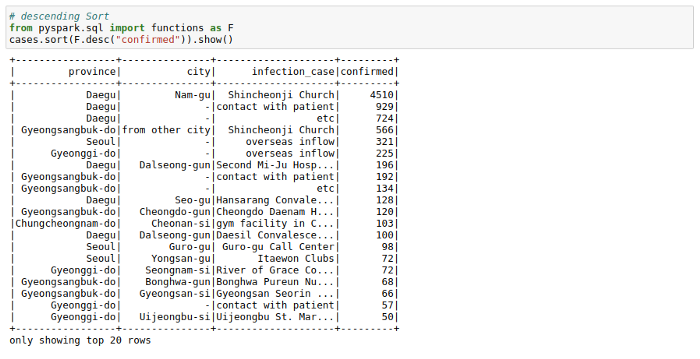 # descending Sort
from pyspark.sql import functions as F
cases.sort(F.desc("confirmed")).show()
+-----------------+---------------+--------------------+---------+
|         province|           city|      infection_case|confirmed|
+-----------------+---------------+--------------------+---------+
|            Daegu|         Nam-gu|  Shincheonji Church|     4510|
|            Daegu|              -|contact with patient|      929|
|            Daegu|              -|                 etc|      724|
| Gyeongsangbuk-do|from other city|  Shincheonji Church|      566|
|            Seoul|              -|     overseas inflow|      321|
|      Gyeonggi-do|              -|     overseas inflow|      225|
|            Daegu|   Dalseong-gun|Second Mi-Ju Hosp...|      196|
| Gyeongsangbuk-do|              -|contact with patient|      192|
| Gyeongsangbuk-do|              -|                 etc|      134|
|            Daegu|         Seo-gu|Hansarang Convale...|      128|
| Gyeongsangbuk-do|   Cheongdo-gun|Cheongdo Daenam H...|      120|
|Chungcheongnam-do|     Cheonan-si|gym facility in C...|      103|
|            Daegu|   Dalseong-gun|Daesil Convalesce...|      100|
|            Seoul|        Guro-gu| Guro-gu Call Center|       98|
|            Seoul|     Yongsan-gu|       Itaewon Clubs|       72|
|      Gyeonggi-do|    Seongnam-si|River of Grace Co...|       72|
| Gyeongsangbuk-do|    Bonghwa-gun|Bonghwa Pureun Nu...|       68|
| Gyeongsangbuk-do|   Gyeongsan-si|Gyeongsan Seorin ...|       66|
|      Gyeonggi-do|              -|contact with patient|       57|
|      Gyeonggi-do|   Uijeongbu-si|Uijeongbu St. Mar...|       50|
+-----------------+---------------+--------------------+---------+
only showing top 20 rows